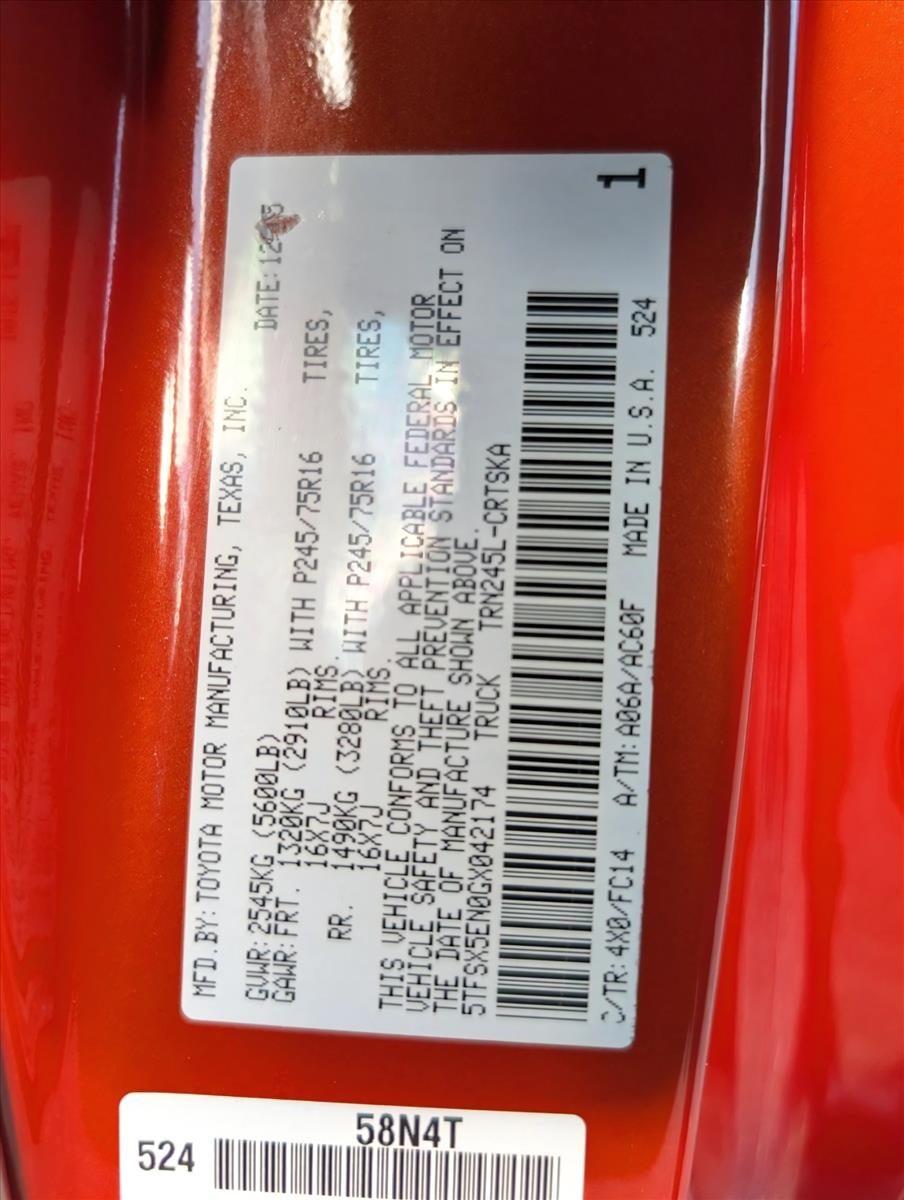 MFD.BY:TOYOTA MOTOR MANUFACTURING, TEXAS, INC.
DATE:
GVWR:2545KG (5600LB)
GAWR:FRT. 1320KG (2910LB) WITH P245/75R16 TIRES,
16X7J RIMS.
RR. 1490KG (3280LB) WITH P245/75R16 TIRES,
16X7J RIMS.
THIS VEHICLE CONFORMS TO ALL APPLICABLE FEDERAL MOTOR
VEHICLE SAFETY AND THEFT PREVENTION STANDARDS IN EFFECT ON
THE DATE OF MANUFACTURE SHOWN ABOVE.
5TFSX5EN0GX042174 TRUCK TRN245L-CRTSKA
C/TR:4X0/FC14 A/TM:A06A/AC60F MADE IN U.S.A. 524
1
58N4T
524